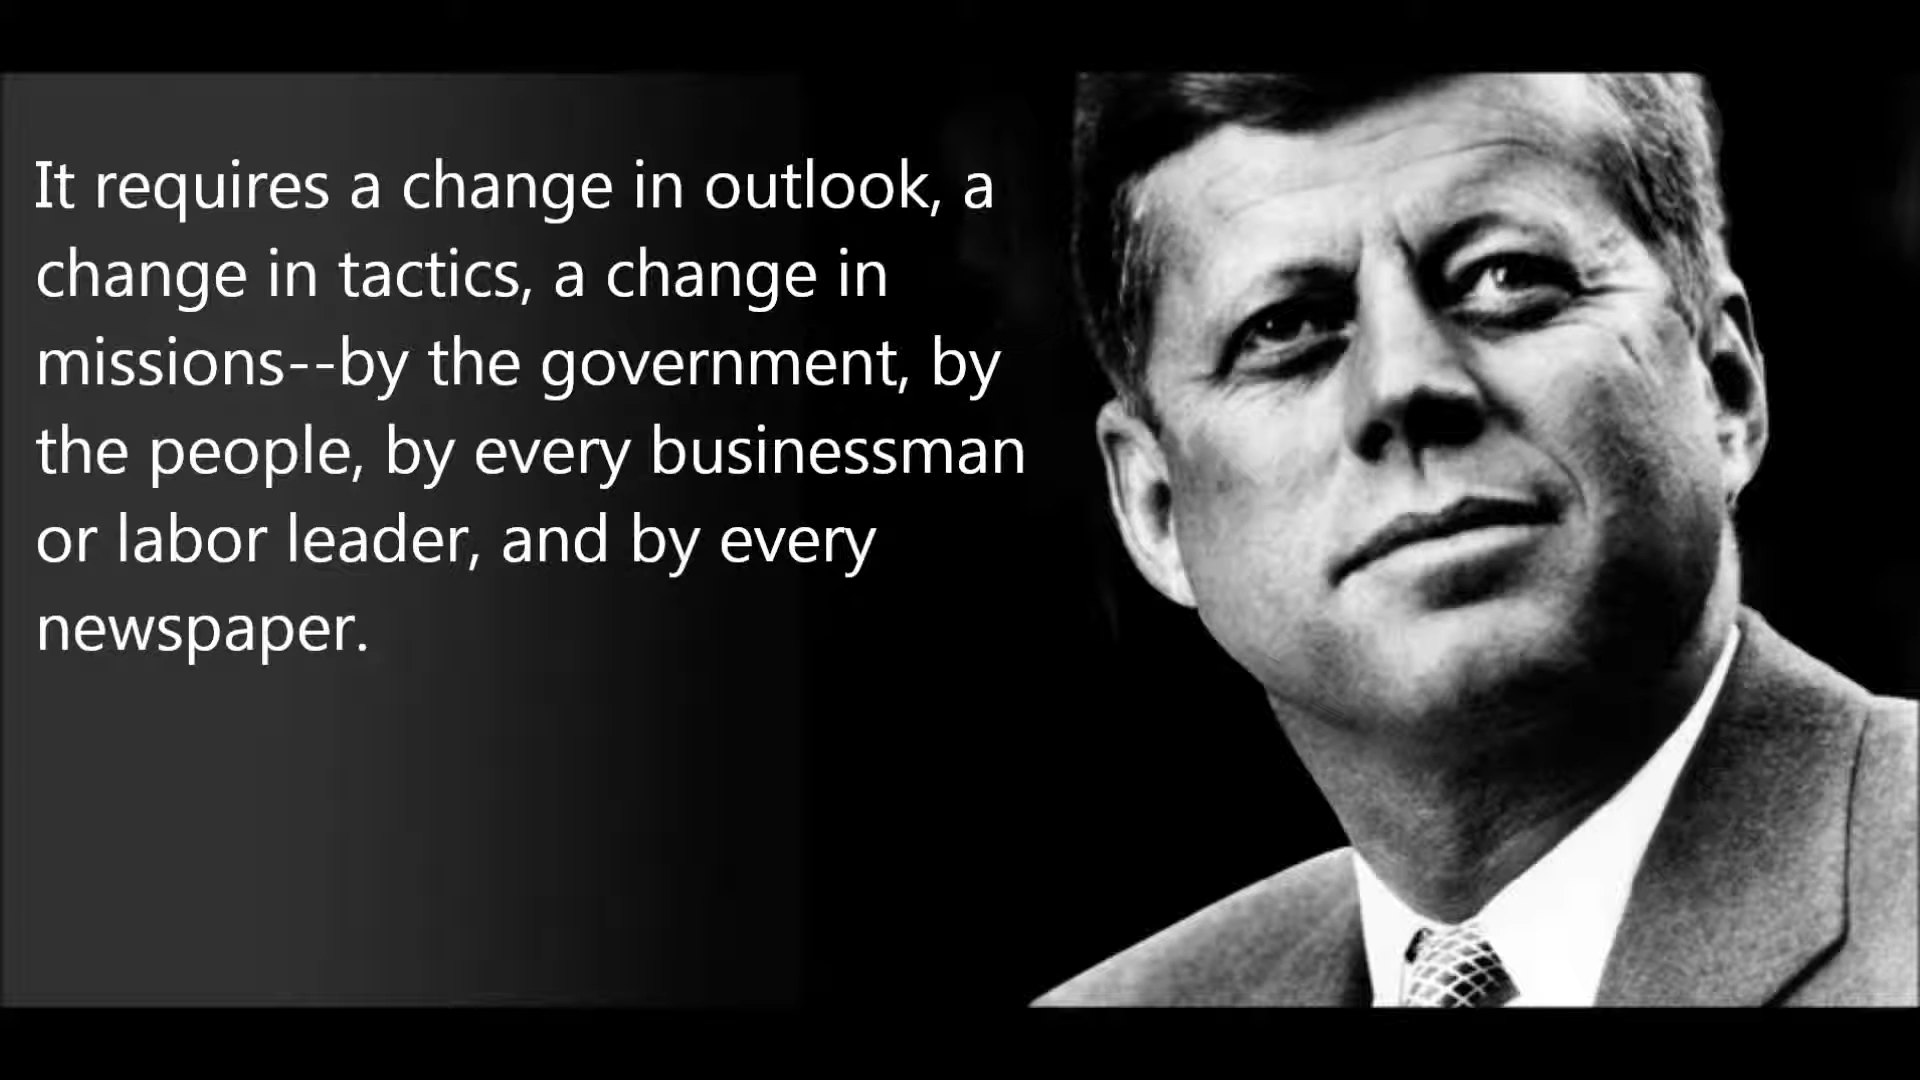 It requires a change in outlook, a
change in tactics, a change in
missions--by the government, by
the people, by every businessman
or labor leader, and by every
newspaper.